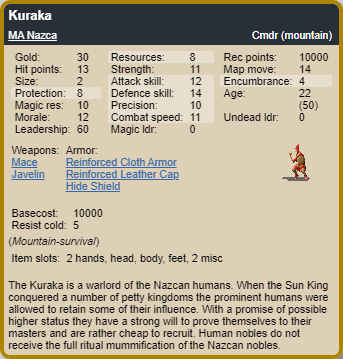 Kuraka
MA Nazca Cmdr (mountain)
Gold: 30 Resources: 8 Rec points: 10000
Hit points: 13 Strength: 11 Map move: 14
Size: 2 Attack skill: 12 Encumbrance: 4
Protection: 8 Defence skill: 14 Age: 22
Magic res: 10 Precision: 10 (50)
Morale: 12 Combat speed: 11 Undead ldr: 0
Leadership: 60 Magic ldr: 0
Weapons: Armor:
Mace Reinforced Cloth Armor
Javelin Reinforced Leather Cap
Hide Shield
Basecost: 10000
Resist cold: 5
(Mountain-survival)
Item slots: 2 hands, head, body, feet, 2 misc
The Kuraka is a warlord of the Nazcan humans. When the Sun King
conquered a number of petty kingdoms the prominent humans were
allowed to retain some of their influence. With a promise of possible
higher status they have a strong will to prove themselves to their
masters and are rather cheap to recruit. Human nobles do not
receive the full ritual mummification of the Nazcan nobles.